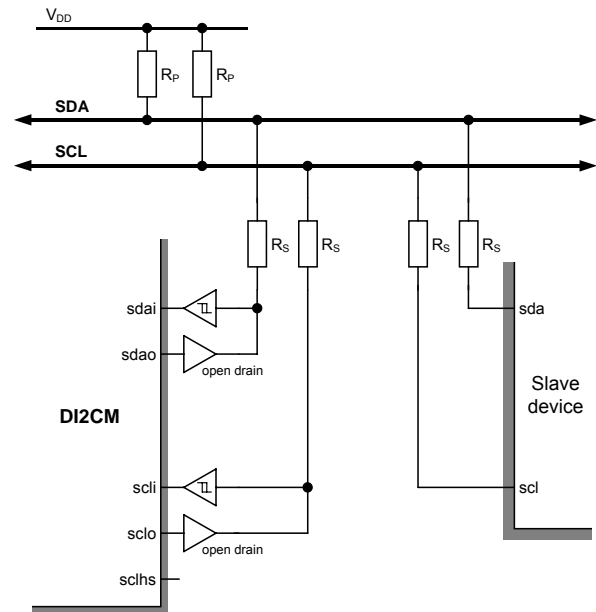 VDD
RP RP
SDA
SCL
RS RS RS RS
sdai sda
sdao
open drain
Slave
device
DI2CM
scli scl
sclo
open drain
sclhs